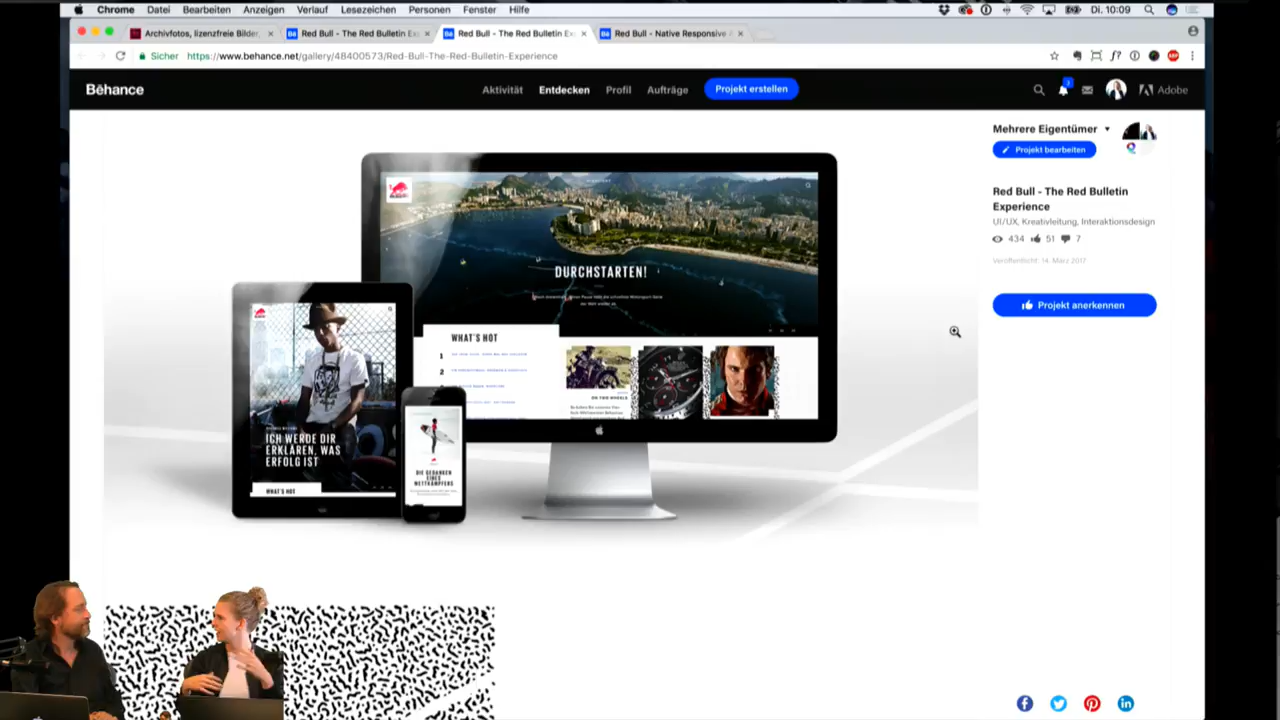 Chrome Datei Bearbeiten Anzeigen Verlauf Lesezeichen Personen Fenster Hilfe Di. 10:09
Archivfotos, lizenzfreie Bilder, Red Bull - The Red Bulletin Ex Red Bull - The Red Bulletin Ex Red Bull - Native Responsive
Sicher https://www.behance.net/gallery/48400573/Red-Bull-The-Red-Bulletin-Experience
Bēhance Aktivität Entdecken Profil Aufträge Projekt erstellen Adobe
Mehrere Eigentümer
Projekt bearbeiten
Red Bull - The Red Bulletin
Experience
UI/UX, Kreativleitung, Interaktionsdesign
434 51 7
Veröffentlicht: 14. März 2017
Projekt anerkennen
DURCHSTARTEN!
WHAT'S HOT
1
2
ON TWO WHEELS
ICH WERDE DIR
ERKLÄREN, WAS
ERFOLG IST
WHAT'S HOT
DIE GEDANKEN
EINES
WETTKÄMPFERS